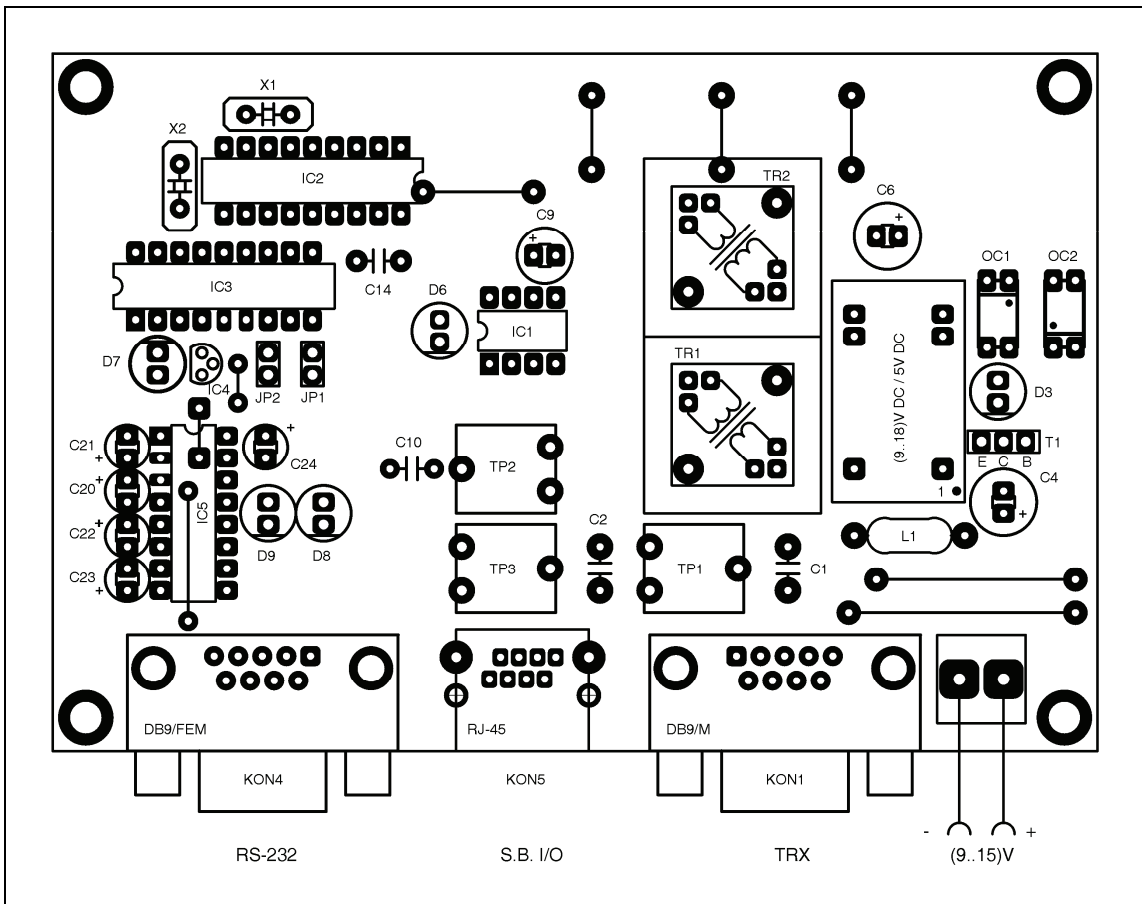 X1
X2
IC2
TR2
C6
C9
+
+
OC1
OC2
IC3
C14
D6
IC1
D7
IC4
JP2
JP1
TR1
(9..18)V DC / 5V DC
D3
C21
+
+
C24
C10
TP2
T1
E
C
B
C20
+
IC5
C4
+
1
C22
+
D9
D8
C2
L1
C23
+
TP3
TP1
C1
DB9/FEM
RJ-45
DB9/M
KON4
KON5
KON1
-
+
RS-232
S.B. I/O
TRX
(9..15)V